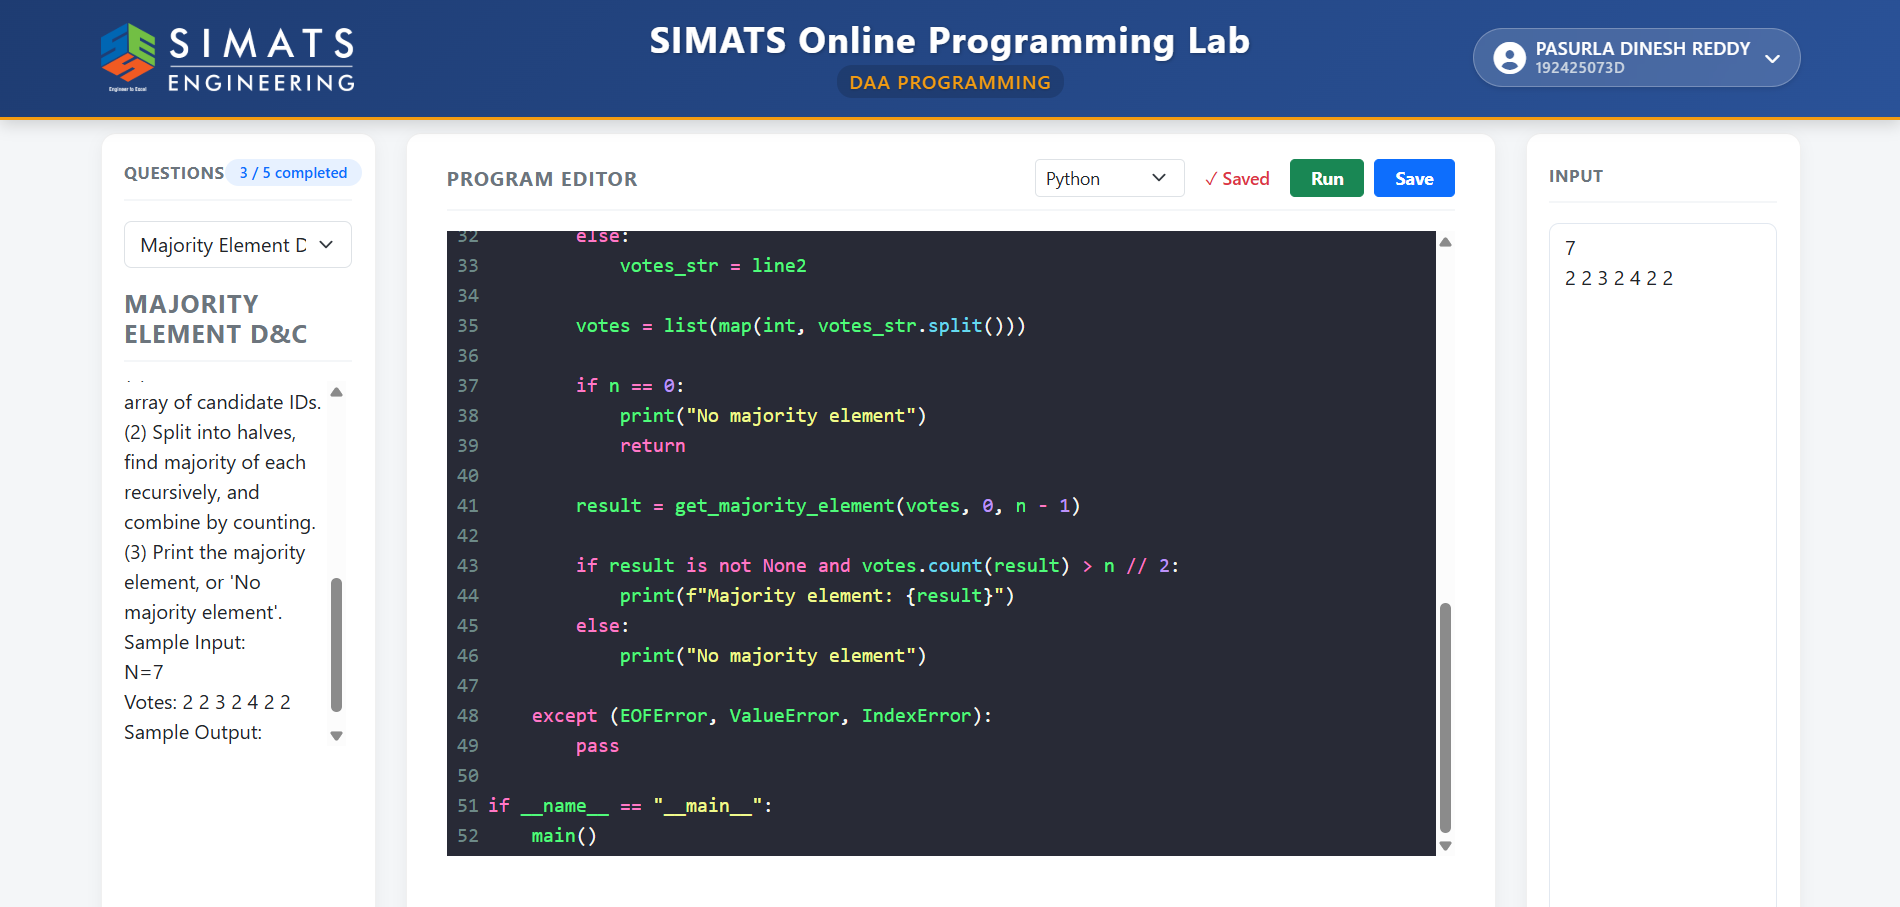 SIMATS
ENGINEERING
Engineer to Excel
SIMATS Online Programming Lab
DAA PROGRAMMING
PASURLA DINESH REDDY
192425073D
QUESTIONS
3 / 5 completed
Majority Element D
MAJORITY
ELEMENT D&C
array of candidate IDs.
(2) Split into halves,
find majority of each
recursively, and
combine by counting.
(3) Print the majority
element, or 'No
majority element'.
Sample Input:
N=7
Votes: 2 2 3 2 4 2 2
Sample Output:
PROGRAM EDITOR
Python
✓ Saved
Run
Save
32         else:
33             votes_str = line2
34
35         votes = list(map(int, votes_str.split()))
36
37         if n == 0:
38             print("No majority element")
39             return
40
41         result = get_majority_element(votes, 0, n - 1)
42
43         if result is not None and votes.count(result) > n // 2:
44             print(f"Majority element: {result}")
45         else:
46             print("No majority element")
47
48     except (EOFError, ValueError, IndexError):
49         pass
50
51 if __name__ == "__main__":
52     main()
INPUT
7
2 2 3 2 4 2 2